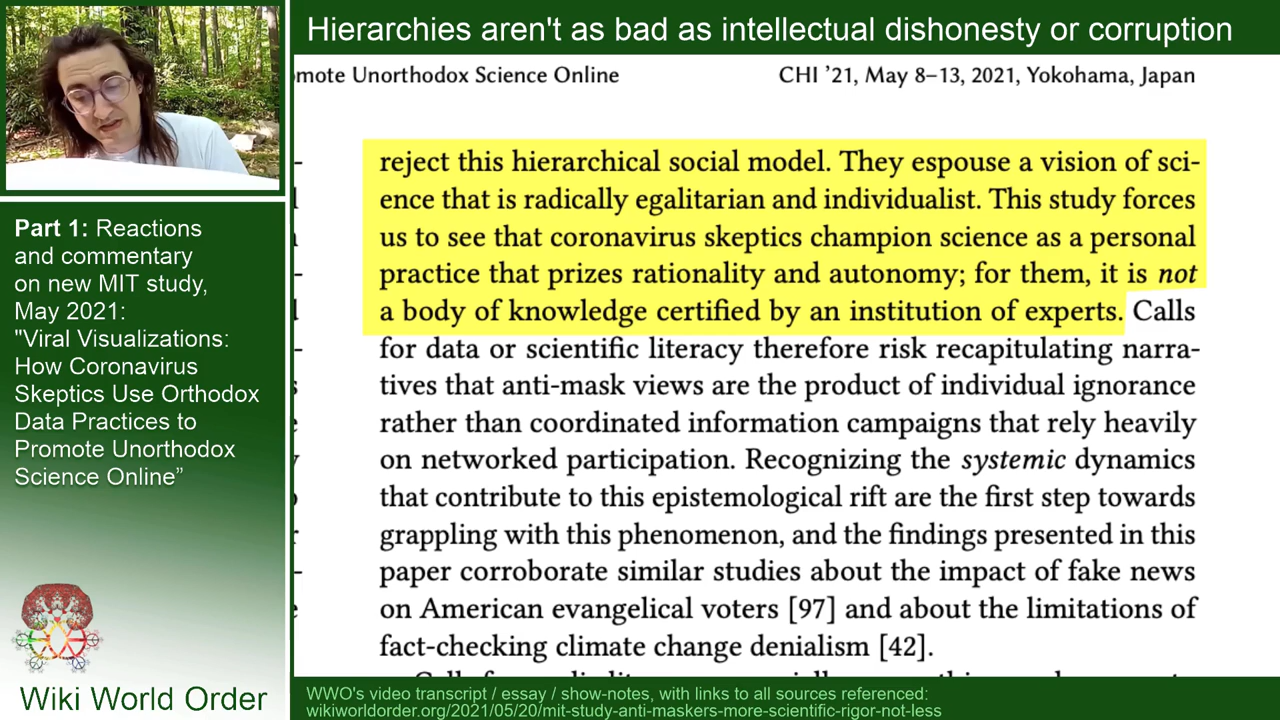 Hierarchies aren't as bad as intellectual dishonesty or corruption
mote Unorthodox Science Online
CHI ’21, May 8–13, 2021, Yokohama, Japan
reject this hierarchical social model. They espouse a vision of sci-
ence that is radically egalitarian and individualist. This study forces
us to see that coronavirus skeptics champion science as a personal
practice that prizes rationality and autonomy; for them, it is not
a body of knowledge certified by an institution of experts. Calls
for data or scientific literacy therefore risk recapitulating narra-
tives that anti-mask views are the product of individual ignorance
rather than coordinated information campaigns that rely heavily
on networked participation. Recognizing the systemic dynamics
that contribute to this epistemological rift are the first step towards
grappling with this phenomenon, and the findings presented in this
paper corroborate similar studies about the impact of fake news
on American evangelical voters [97] and about the limitations of
fact-checking climate change denialism [42].
Part 1: Reactions
and commentary
on new MIT study,
May 2021:
"Viral Visualizations:
How Coronavirus
Skeptics Use Orthodox
Data Practices to
Promote Unorthodox
Science Online”
Wiki World Order
WWO's video transcript / essay / show-notes, with links to all sources referenced:
wikiworldorder.org/2021/05/20/mit-study-anti-maskers-more-scientific-rigor-not-less